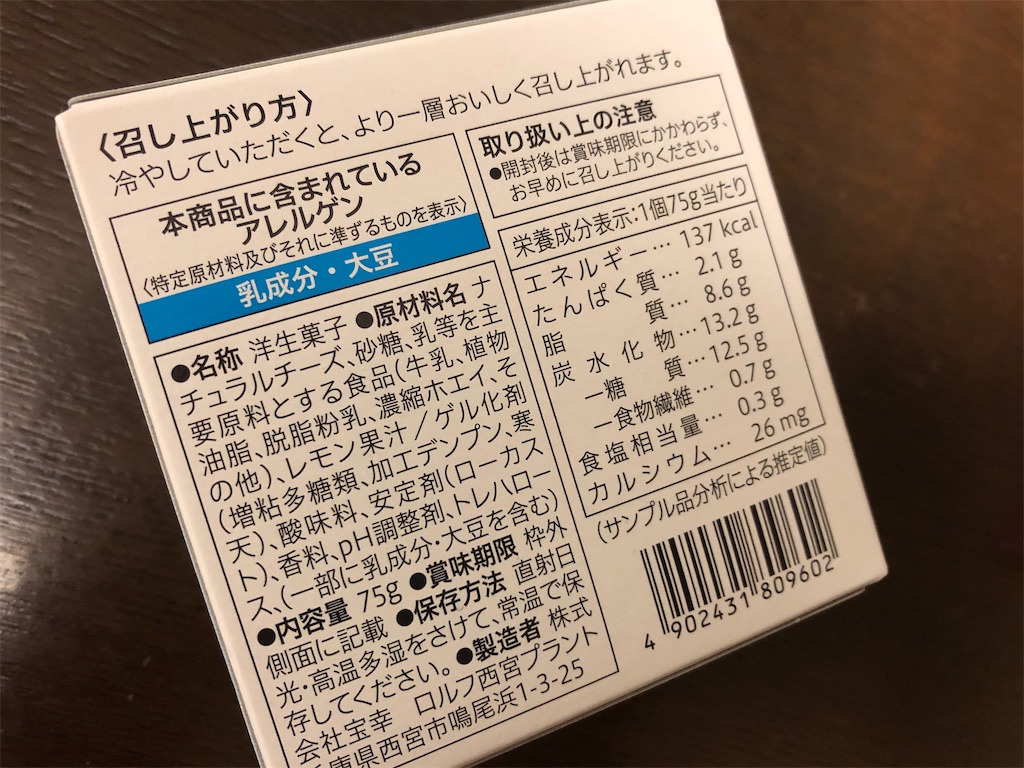 〈召し上がり方〉
冷やしていただくと、より一層おいしく召し上がれます。
本商品に含まれている
アレルゲン
〈特定原材料及びそれに準ずるものを表示〉
乳成分・大豆
●名称 洋生菓子 ●原材料名 ナ
チュラルチーズ、砂糖、乳等を主
要原料とする食品(牛乳、植物
油脂、脱脂粉乳、濃縮ホエイ、そ
の他)、レモン果汁／ゲル化剤
(増粘多糖類、加工デンプン、寒
天)、酸味料、安定剤(ローカス
ト)、香料、pH調整剤、トレハロー
ス、(一部に乳成分・大豆を含む)
●内容量 75g ●賞味期限 枠外
側面に記載 ●保存方法 直射日
光・高温多湿をさけて、常温で保
存してください。 ●製造者 株式
会社宝幸 ロルフ西宮プラント
庫県西宮市鳴尾浜1-3-25
取り扱い上の注意
●開封後は賞味期限にかかわらず、
お早めに召し上がりください。
栄養成分表示:1個75g当たり
エネルギー… 137 kcal
たんぱく質… 2.1 g
脂質… 8.6 g
炭水化物… 13.2 g
―糖質… 12.5 g
―食物繊維… 0.7 g
食塩相当量… 0.3 g
カルシウム… 26 mg
(サンプル品分析による推定値)
4 902431 809602